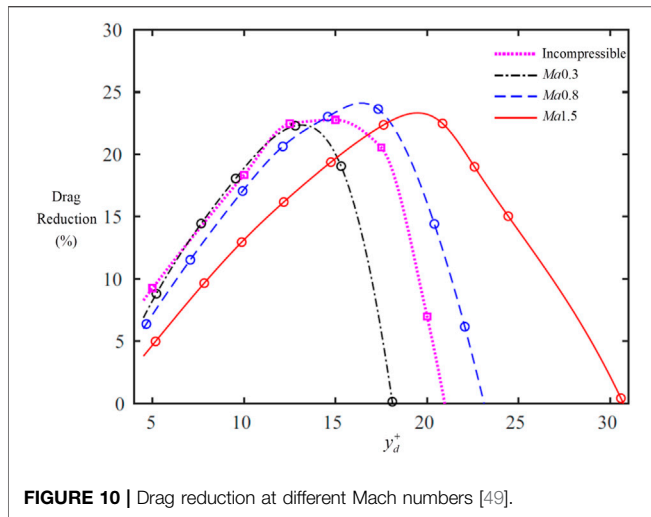 30
25
20
15
10
5
0
Drag
Reduction
(%)
Incompressible
Ma0.3
Ma0.8
Ma1.5
5 10 15 20 25 30
y_d^+
FIGURE 10 | Drag reduction at different Mach numbers [49].